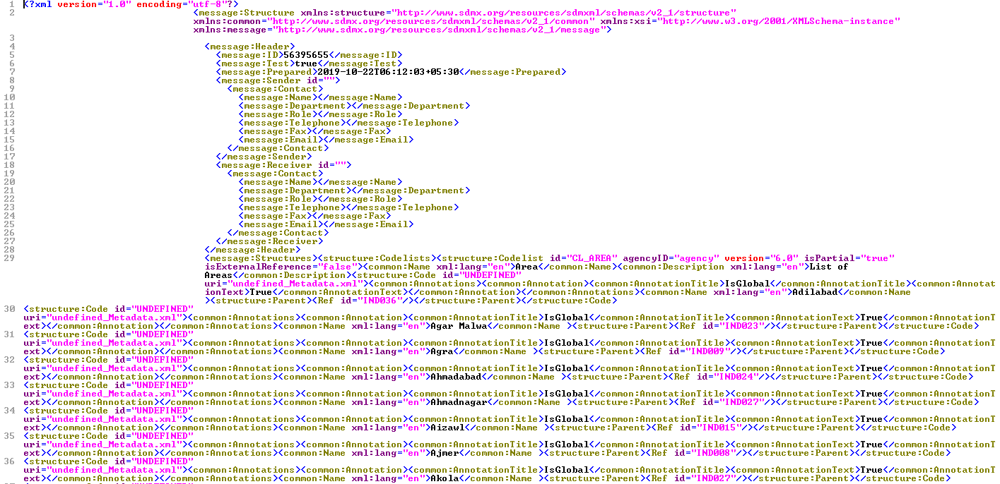 1 <?xml version="1.0" encoding="utf-8"?>
2 <message:Structure xmlns:structure="http://www.sdmx.org/resources/sdmxml/schemas/v2_1/structure"
xmlns:common="http://www.sdmx.org/resources/sdmxml/schemas/v2_1/common" xmlns:xsi="http://www.w3.org/2001/XMLSchema-instance"
xmlns:message="http://www.sdmx.org/resources/sdmxml/schemas/v2_1/message">
3
4 <message:Header>
5 <message:ID>56395655</message:ID>
6 <message:Test>true</message:Test>
7 <message:Prepared>2019-10-22T06:12:03+05:30</message:Prepared>
8 <message:Sender id="">
9 <message:Contact>
10 <message:Name></message:Name>
11 <message:Department></message:Department>
12 <message:Role></message:Role>
13 <message:Telephone></message:Telephone>
14 <message:Fax></message:Fax>
15 <message:Email></message:Email>
16 </message:Contact>
17 </message:Sender>
18 <message:Receiver id="">
19 <message:Contact>
20 <message:Name></message:Name>
21 <message:Department></message:Department>
22 <message:Role></message:Role>
23 <message:Telephone></message:Telephone>
24 <message:Fax></message:Fax>
25 <message:Email></message:Email>
26 </message:Contact>
27 </message:Receiver>
28 </message:Header>
29 <message:Structures><structure:Codelists><structure:Codelist id="CL_AREA" agencyID="agency" version="6.0" isPartial="true"
isExternalReference="false"><common:Name xml:lang="en">Area</common:Name><common:Description xml:lang="en">List of
Areas</common:Description><structure:Code id="UNDEFINED"
uri="undefined_Metadata.xml"><common:Annotations><common:Annotation><common:AnnotationTitle>IsGlobal</common:AnnotationTitle><common:Annotat
ionText>True</common:AnnotationText></common:Annotation></common:Annotations><common:Name xml:lang="en">Adilabad</common:Name
><structure:Parent><Ref id="IND036"/></structure:Parent></structure:Code>
30 <structure:Code id="UNDEFINED"
uri="undefined_Metadata.xml"><common:Annotations><common:Annotation><common:AnnotationTitle>IsGlobal</common:AnnotationTitle><common:AnnotationText>True</common:AnnotationT
ext></common:Annotation></common:Annotations><common:Name xml:lang="en">Agar Malwa</common:Name ><structure:Parent><Ref id="IND023"/></structure:Parent></structure:Code>
31 <structure:Code id="UNDEFINED"
uri="undefined_Metadata.xml"><common:Annotations><common:Annotation><common:AnnotationTitle>IsGlobal</common:AnnotationTitle><common:AnnotationText>True</common:AnnotationT
ext></common:Annotation></common:Annotations><common:Name xml:lang="en">Agra</common:Name ><structure:Parent><Ref id="IND009"/></structure:Parent></structure:Code>
32 <structure:Code id="UNDEFINED"
uri="undefined_Metadata.xml"><common:Annotations><common:Annotation><common:AnnotationTitle>IsGlobal</common:AnnotationTitle><common:AnnotationText>True</common:AnnotationT
ext></common:Annotation></common:Annotations><common:Name xml:lang="en">Ahmadabad</common:Name ><structure:Parent><Ref id="IND024"/></structure:Parent></structure:Code>
33 <structure:Code id="UNDEFINED"
uri="undefined_Metadata.xml"><common:Annotations><common:Annotation><common:AnnotationTitle>IsGlobal</common:AnnotationTitle><common:AnnotationText>True</common:AnnotationT
ext></common:Annotation></common:Annotations><common:Name xml:lang="en">Ahmadnagar</common:Name ><structure:Parent><Ref id="IND027"/></structure:Parent></structure:Code>
34 <structure:Code id="UNDEFINED"
uri="undefined_Metadata.xml"><common:Annotations><common:Annotation><common:AnnotationTitle>IsGlobal</common:AnnotationTitle><common:AnnotationText>True</common:AnnotationT
ext></common:Annotation></common:Annotations><common:Name xml:lang="en">Aizawl</common:Name ><structure:Parent><Ref id="IND015"/></structure:Parent></structure:Code>
35 <structure:Code id="UNDEFINED"
uri="undefined_Metadata.xml"><common:Annotations><common:Annotation><common:AnnotationTitle>IsGlobal</common:AnnotationTitle><common:AnnotationText>True</common:AnnotationT
ext></common:Annotation></common:Annotations><common:Name xml:lang="en">Ajmer</common:Name ><structure:Parent><Ref id="IND008"/></structure:Parent></structure:Code>
36 <structure:Code id="UNDEFINED"
uri="undefined_Metadata.xml"><common:Annotations><common:Annotation><common:AnnotationTitle>IsGlobal</common:AnnotationTitle><common:AnnotationText>True</common:AnnotationT
ext></common:Annotation></common:Annotations><common:Name xml:lang="en">Akola</common:Name ><structure:Parent><Ref id="IND027"/></structure:Parent></structure:Code>